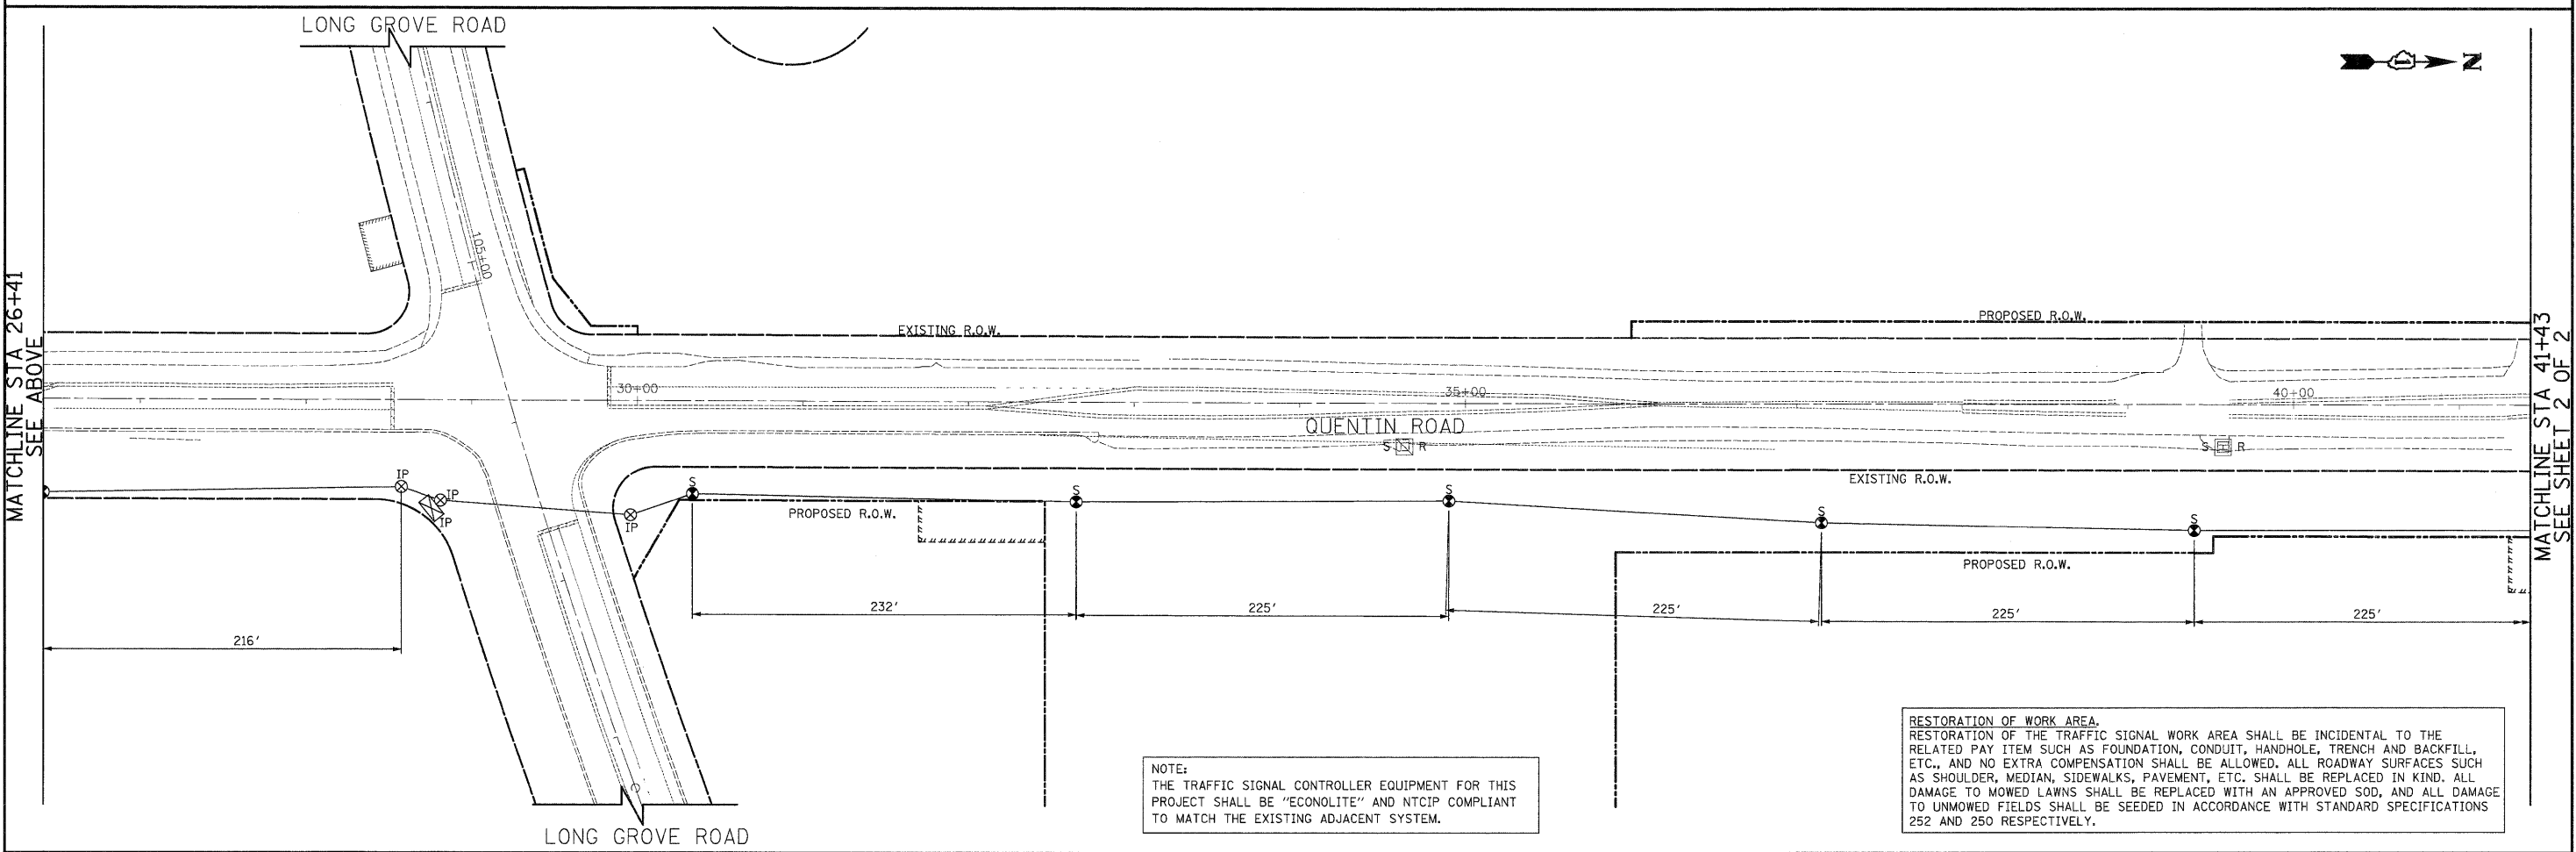 LONG GROVE ROAD
N
1
MATCHLINE STA 26+41
SEE ABOVE
105+00
EXISTING R.O.W.
PROPOSED R.O.W.
MATCHLINE STA 41+43
SEE SHEET 2 OF 2
30+00
35+00
40+00
QUENTIN ROAD
S R
S R
IP
IP
IP
IP
S
S
S
S
S
EXISTING R.O.W.
PROPOSED R.O.W.
PROPOSED R.O.W.
216'
232'
225'
225'
225'
225'
LONG GROVE ROAD
NOTE:
THE TRAFFIC SIGNAL CONTROLLER EQUIPMENT FOR THIS
PROJECT SHALL BE "ECONOLITE" AND NTCIP COMPLIANT
TO MATCH THE EXISTING ADJACENT SYSTEM.
RESTORATION OF WORK AREA.
RESTORATION OF THE TRAFFIC SIGNAL WORK AREA SHALL BE INCIDENTAL TO THE
RELATED PAY ITEM SUCH AS FOUNDATION, CONDUIT, HANDHOLE, TRENCH AND BACKFILL,
ETC., AND NO EXTRA COMPENSATION SHALL BE ALLOWED. ALL ROADWAY SURFACES SUCH
AS SHOULDER, MEDIAN, SIDEWALKS, PAVEMENT, ETC. SHALL BE REPLACED IN KIND. ALL
DAMAGE TO MOWED LAWNS SHALL BE REPLACED WITH AN APPROVED SOD, AND ALL DAMAGE
TO UNMOWED FIELDS SHALL BE SEEDED IN ACCORDANCE WITH STANDARD SPECIFICATIONS
252 AND 250 RESPECTIVELY.